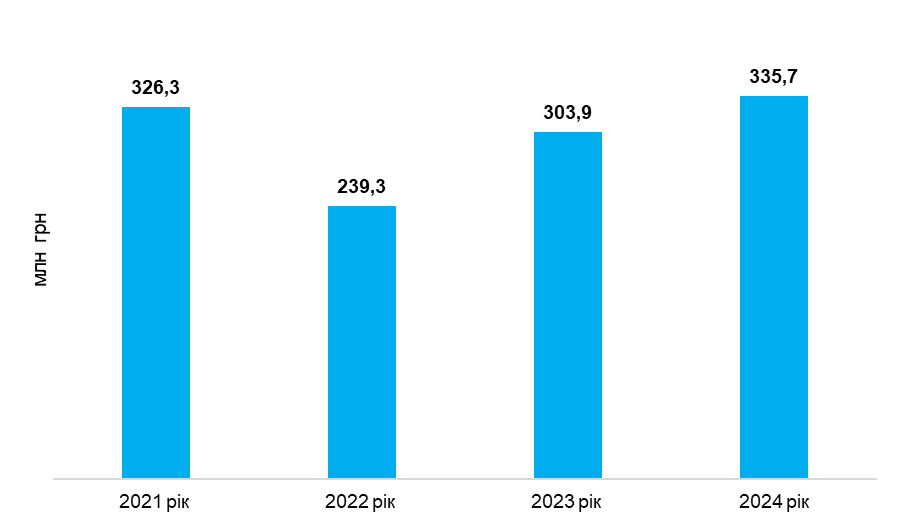 335,7
326,3
303,9
239,3
млн грн
2021 рік
2022 рік
2023 рік
2024 рік